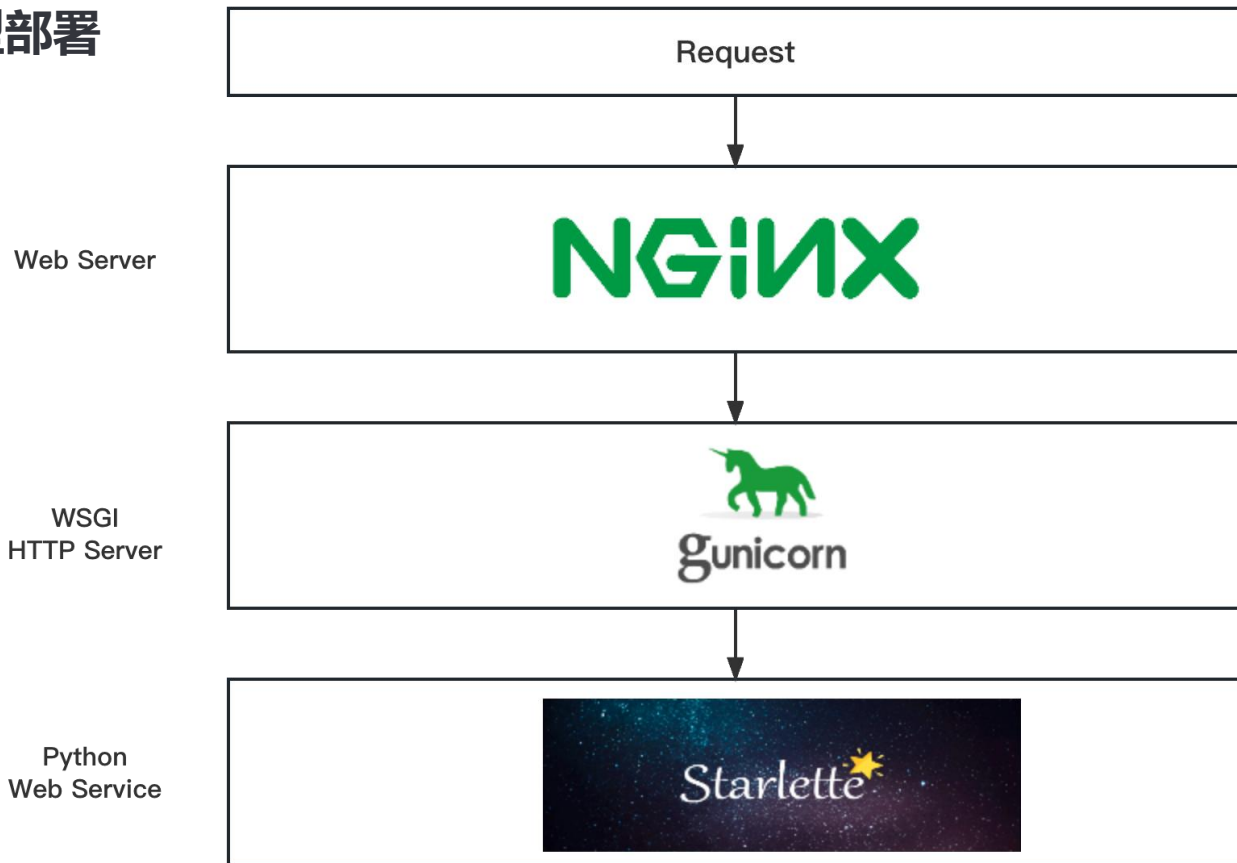 部署
Request
Web Server
NGiNX
WSGI
HTTP Server
gunicorn
Python
Web Service
Starlette